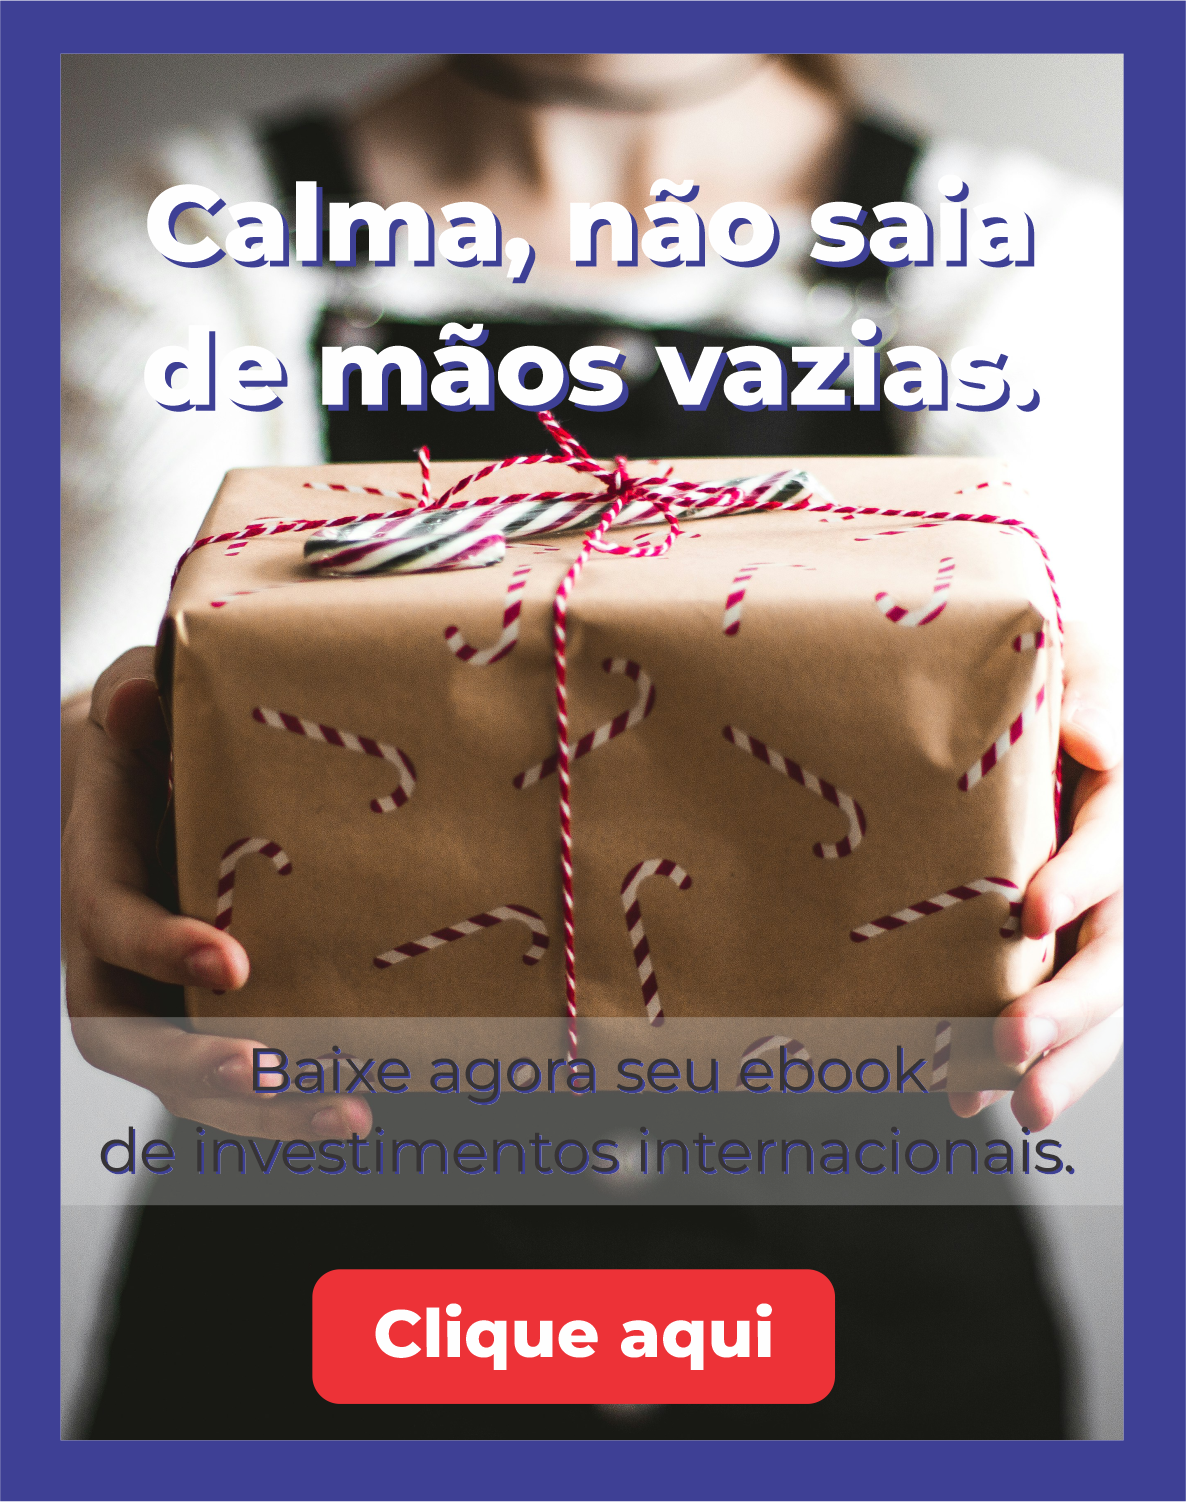 Calma, não saia
de mãos vazias.
Baixe agora seu ebook
de investimentos internacionais.
Clique aqui